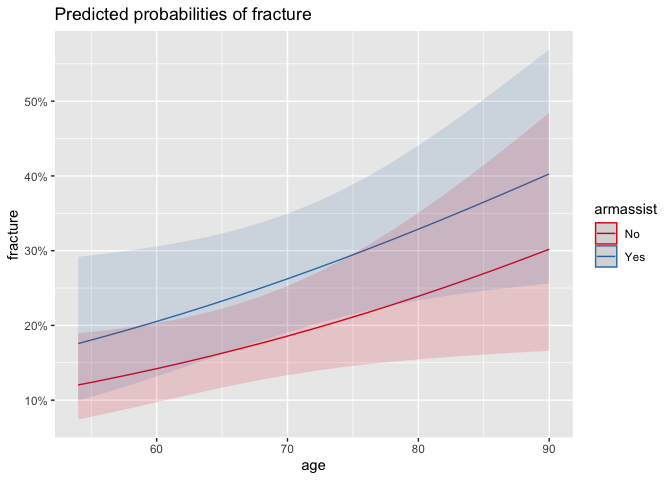 Predicted probabilities of fracture
50%
40%
30%
20%
10%
fracture
60 70 80 90
age
armassist
No
Yes